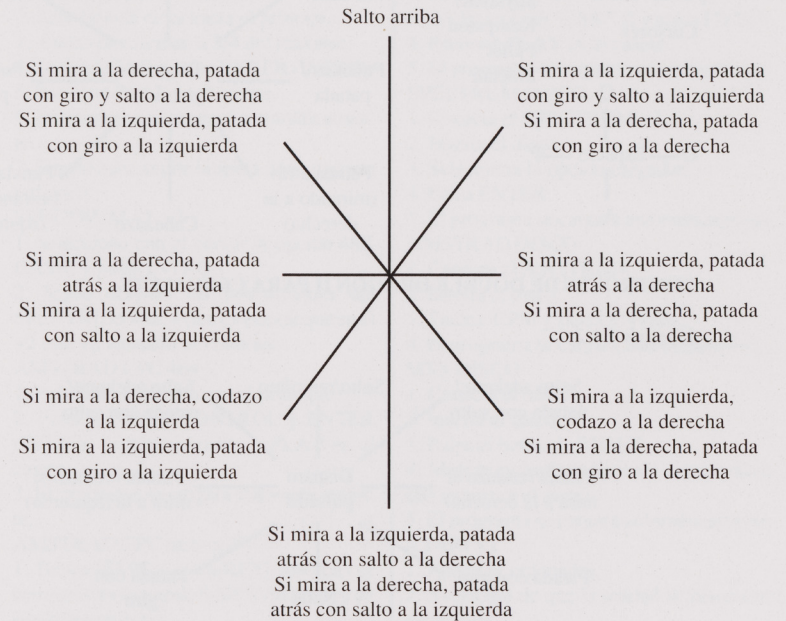 Salto arriba
Si mira a la derecha, patada
con giro y salto a la derecha
Si mira a la izquierda, patada
con giro a la izquierda
Si mira a la izquierda, patada
con giro y salto a laizquierda
Si mira a la derecha, patada
con giro a la derecha
Si mira a la derecha, patada
atrás a la izquierda
Si mira a la izquierda, patada
con salto a la izquierda
Si mira a la izquierda, patada
atrás a la derecha
Si mira a la derecha, patada
con salto a la derecha
Si mira a la derecha, codazo
a la izquierda
Si mira a la izquierda, patada
con giro a la izquierda
Si mira a la izquierda,
codazo a la derecha
Si mira a la derecha, patada
con giro a la derecha
Si mira a la izquierda, patada
atrás con salto a la derecha
Si mira a la derecha, patada
atrás con salto a la izquierda